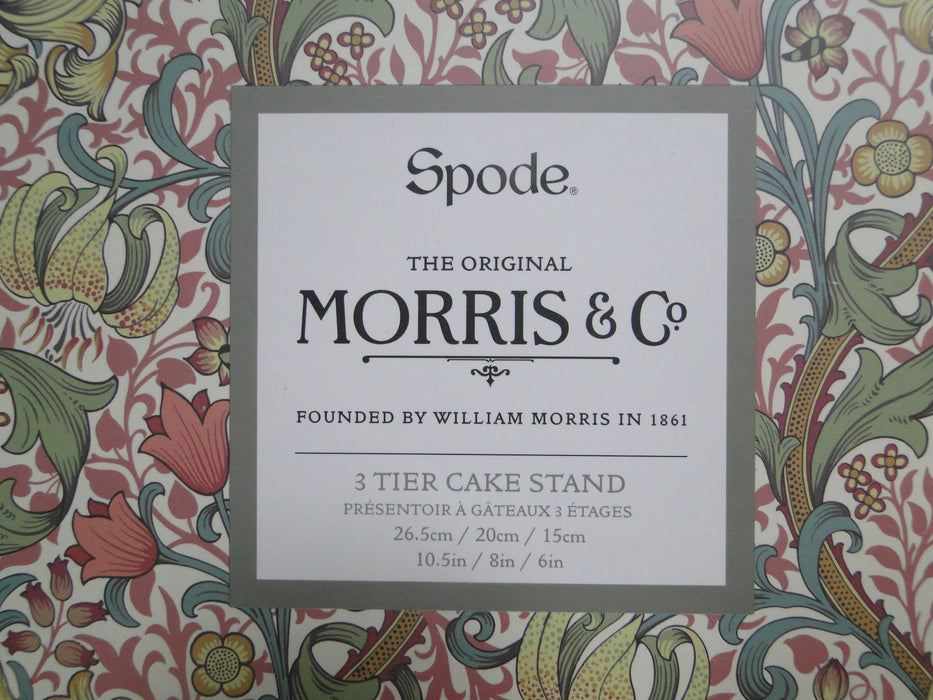 Spode®
THE ORIGINAL
MORRIS & Co.
FOUNDED BY WILLIAM MORRIS IN 1861
3 TIER CAKE STAND
PRÉSENTOIR À GÂTEAUX 3 ÉTAGES
26.5cm / 20cm / 15cm
10.5in / 8in / 6in